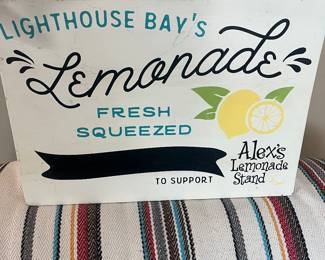 LIGHTHOUSE BAY'S
Lemonade
FRESH
SQUEEZED
TO SUPPORT
Alex's
Lemonade
Stand